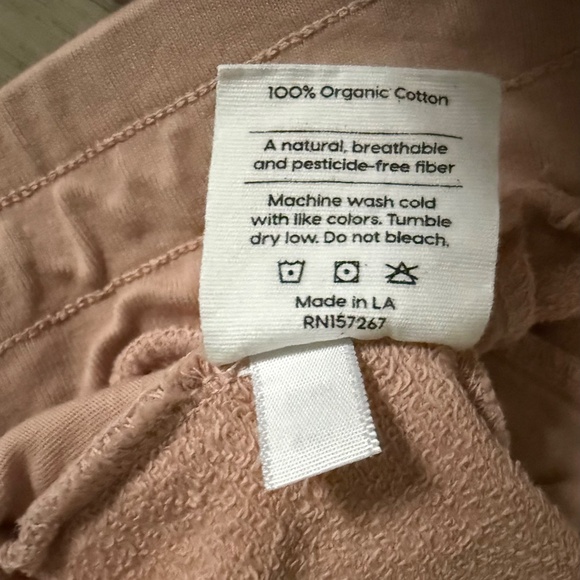 100% Organic Cotton
A natural, breathable
and pesticide-free fiber
Machine wash cold
with like colors. Tumble
dry low. Do not bleach.
Made in LA
RN157267